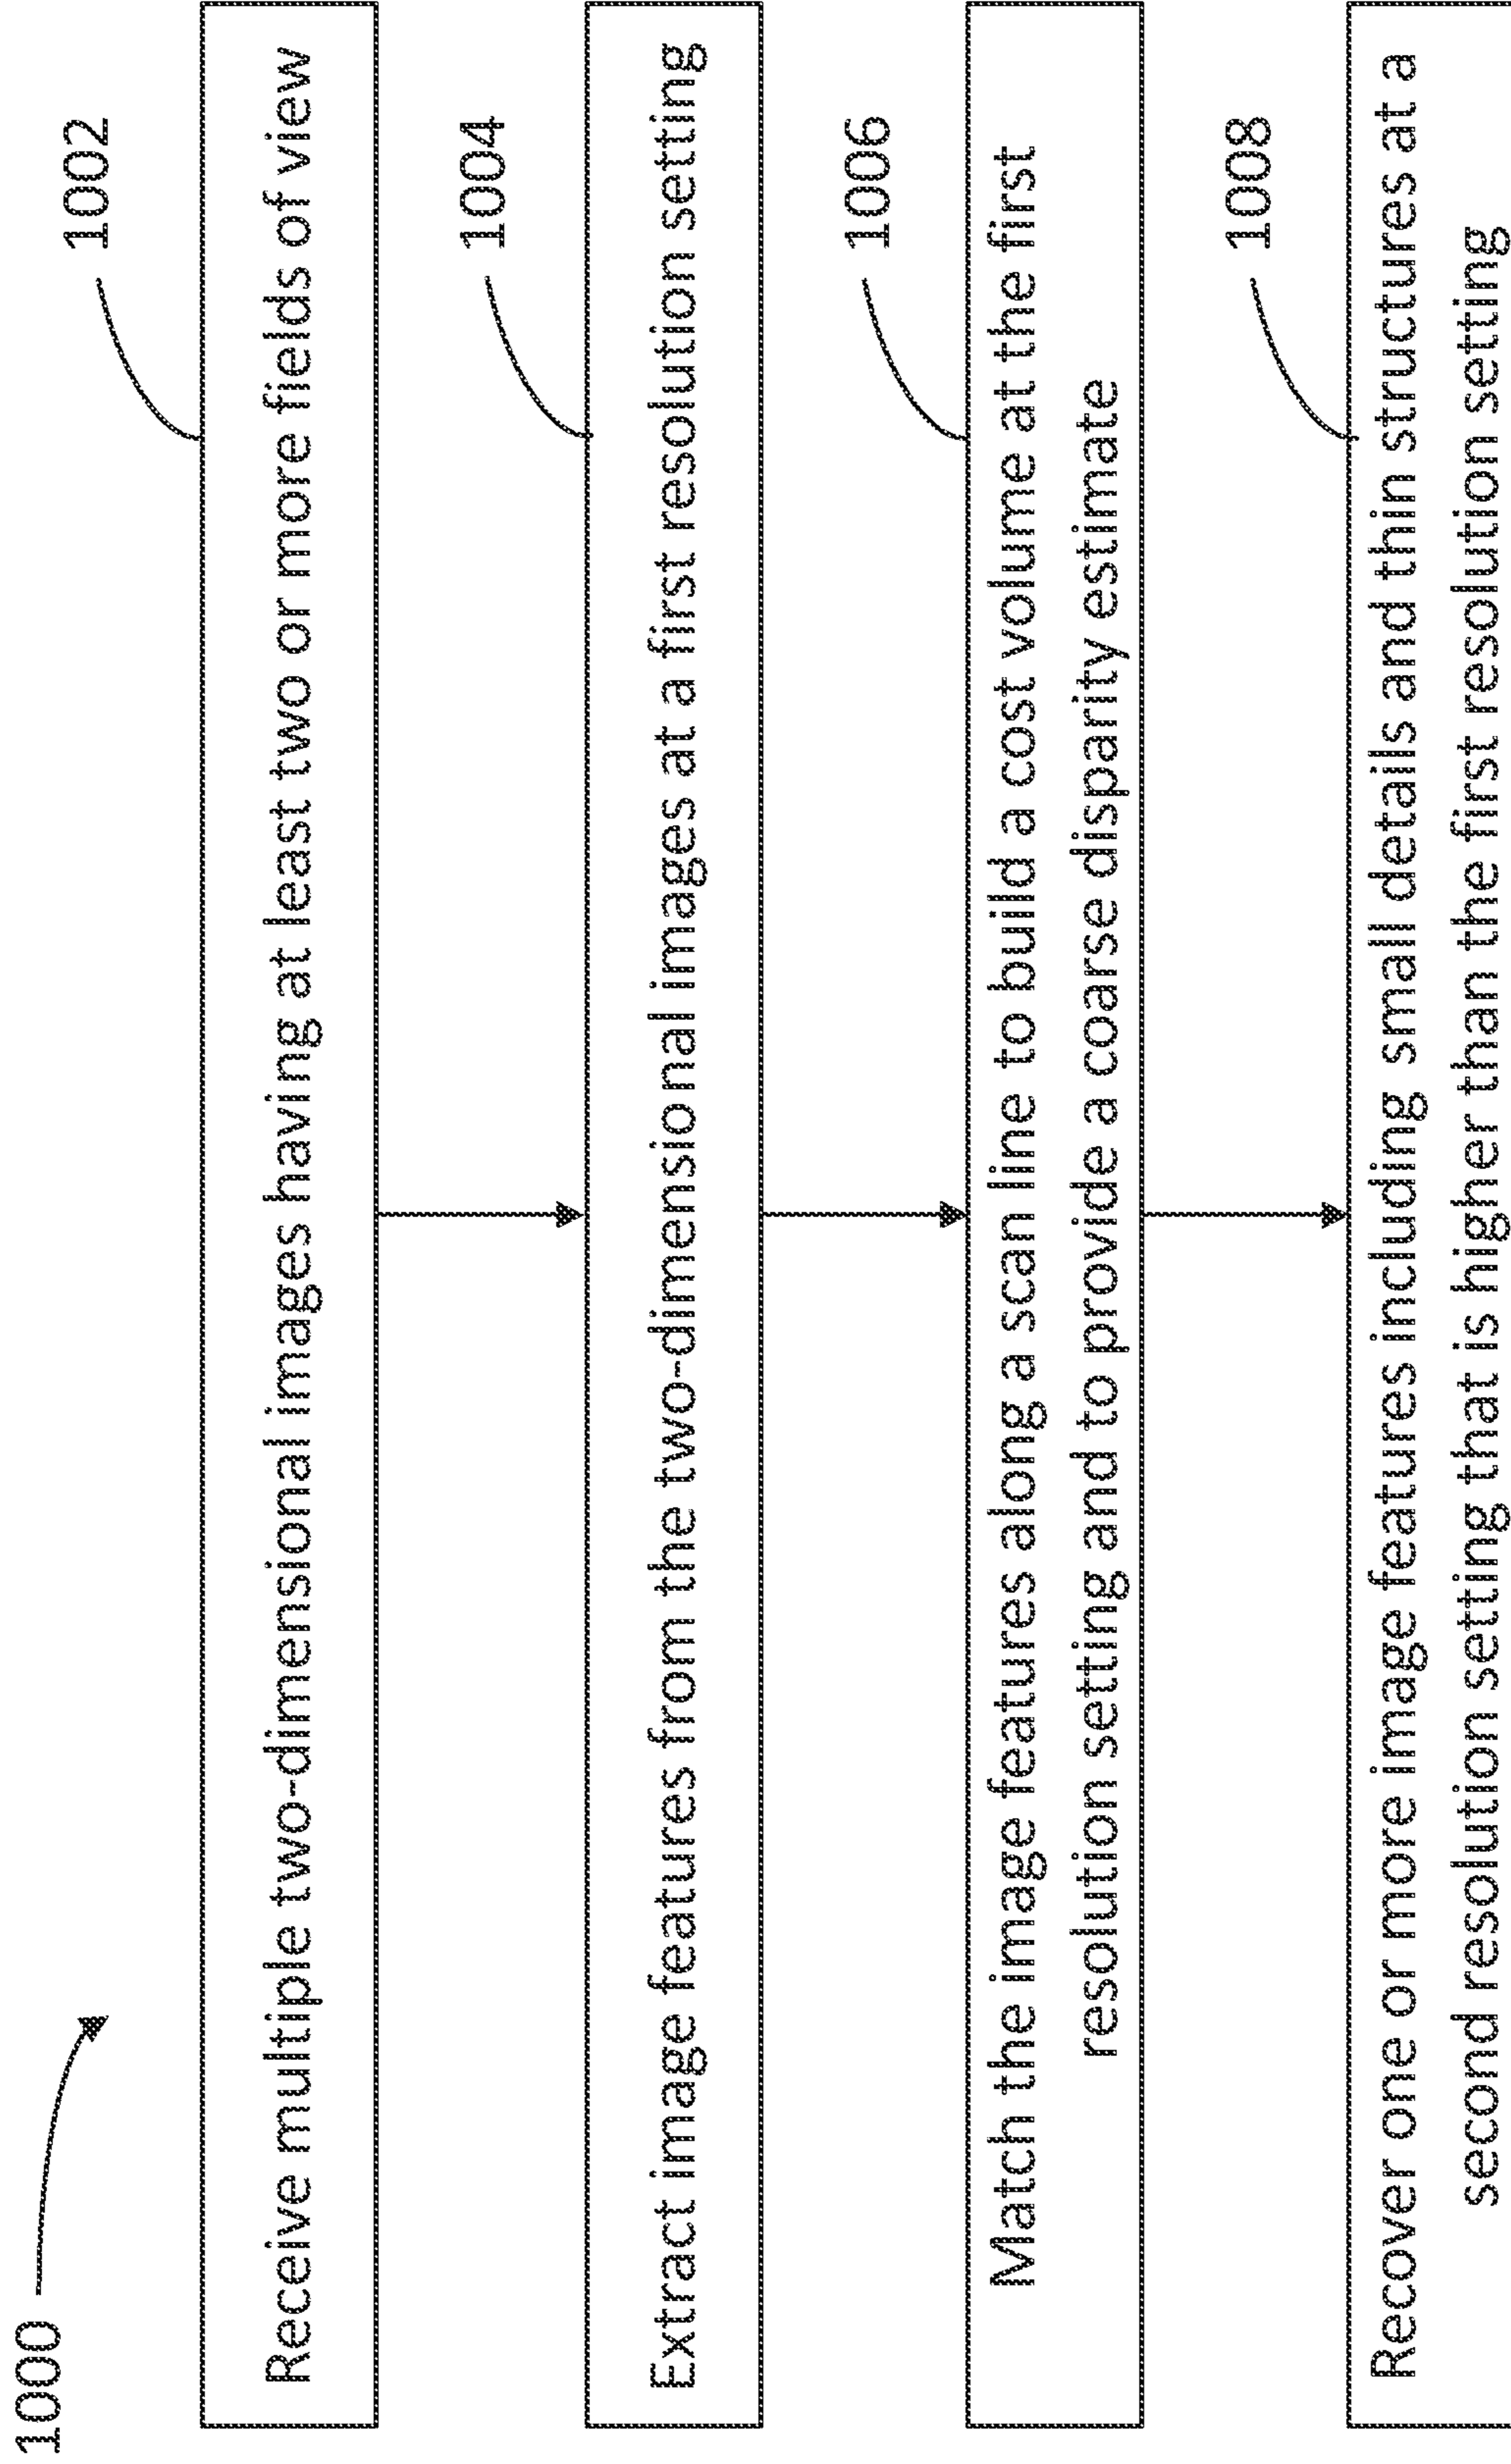 1000
1002
Receive multiple two-dimensional images having at least two or more fields of view
1004
Extract image features from the two-dimensional images at a first resolution setting
1006
Match the image features along a scan line to build a cost volume at the first
resolution setting and to provide a coarse disparity estimate
1008
Recover one or more image features including small details and thin structures at a
second resolution setting that is higher than the first resolution setting